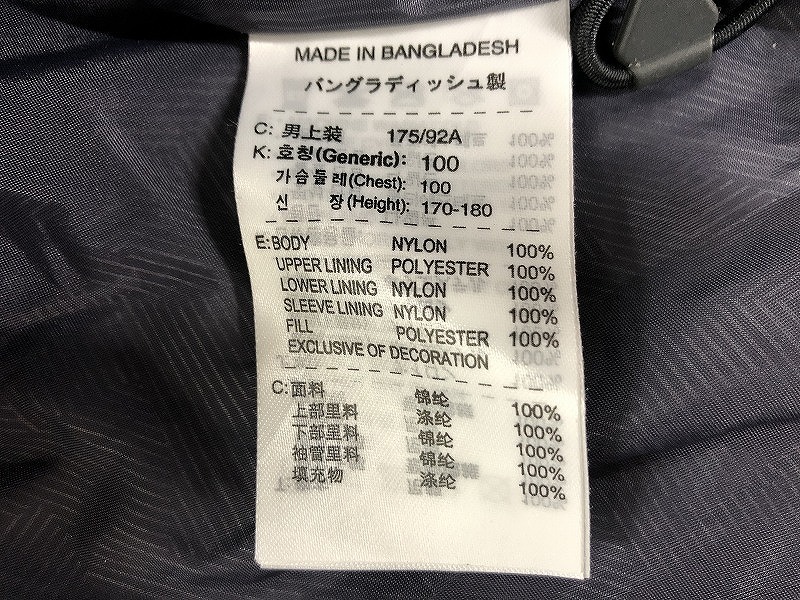 MADE IN BANGLADESH
バングラディッシュ製
C: 男上装 175/92A
K: 호칭(Generic): 100
가슴둘레(Chest): 100
신 장(Height): 170-180
E: BODY NYLON 100%
UPPER LINING POLYESTER 100%
LOWER LINING NYLON 100%
SLEEVE LINING NYLON 100%
FILL POLYESTER 100%
EXCLUSIVE OF DECORATION
C: 面料 锦纶 100%
上部里料 涤纶 100%
下部里料 锦纶 100%
袖管里料 锦纶 100%
填充物 涤纶 100%